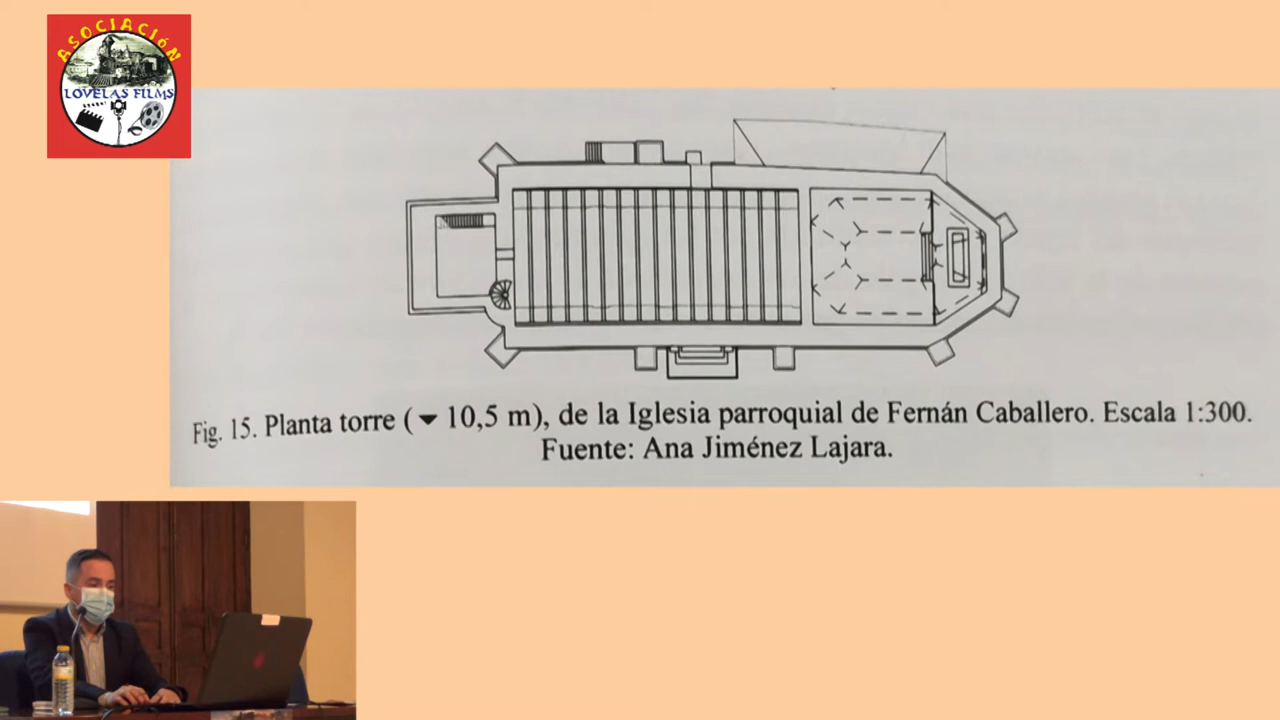 ASOCIACIÓN
LOVELAS FILMS
Fig. 15. Planta torre (▾ 10,5 m), de la Iglesia parroquial de Fernán Caballero. Escala 1:300.
Fuente: Ana Jiménez Lajara.